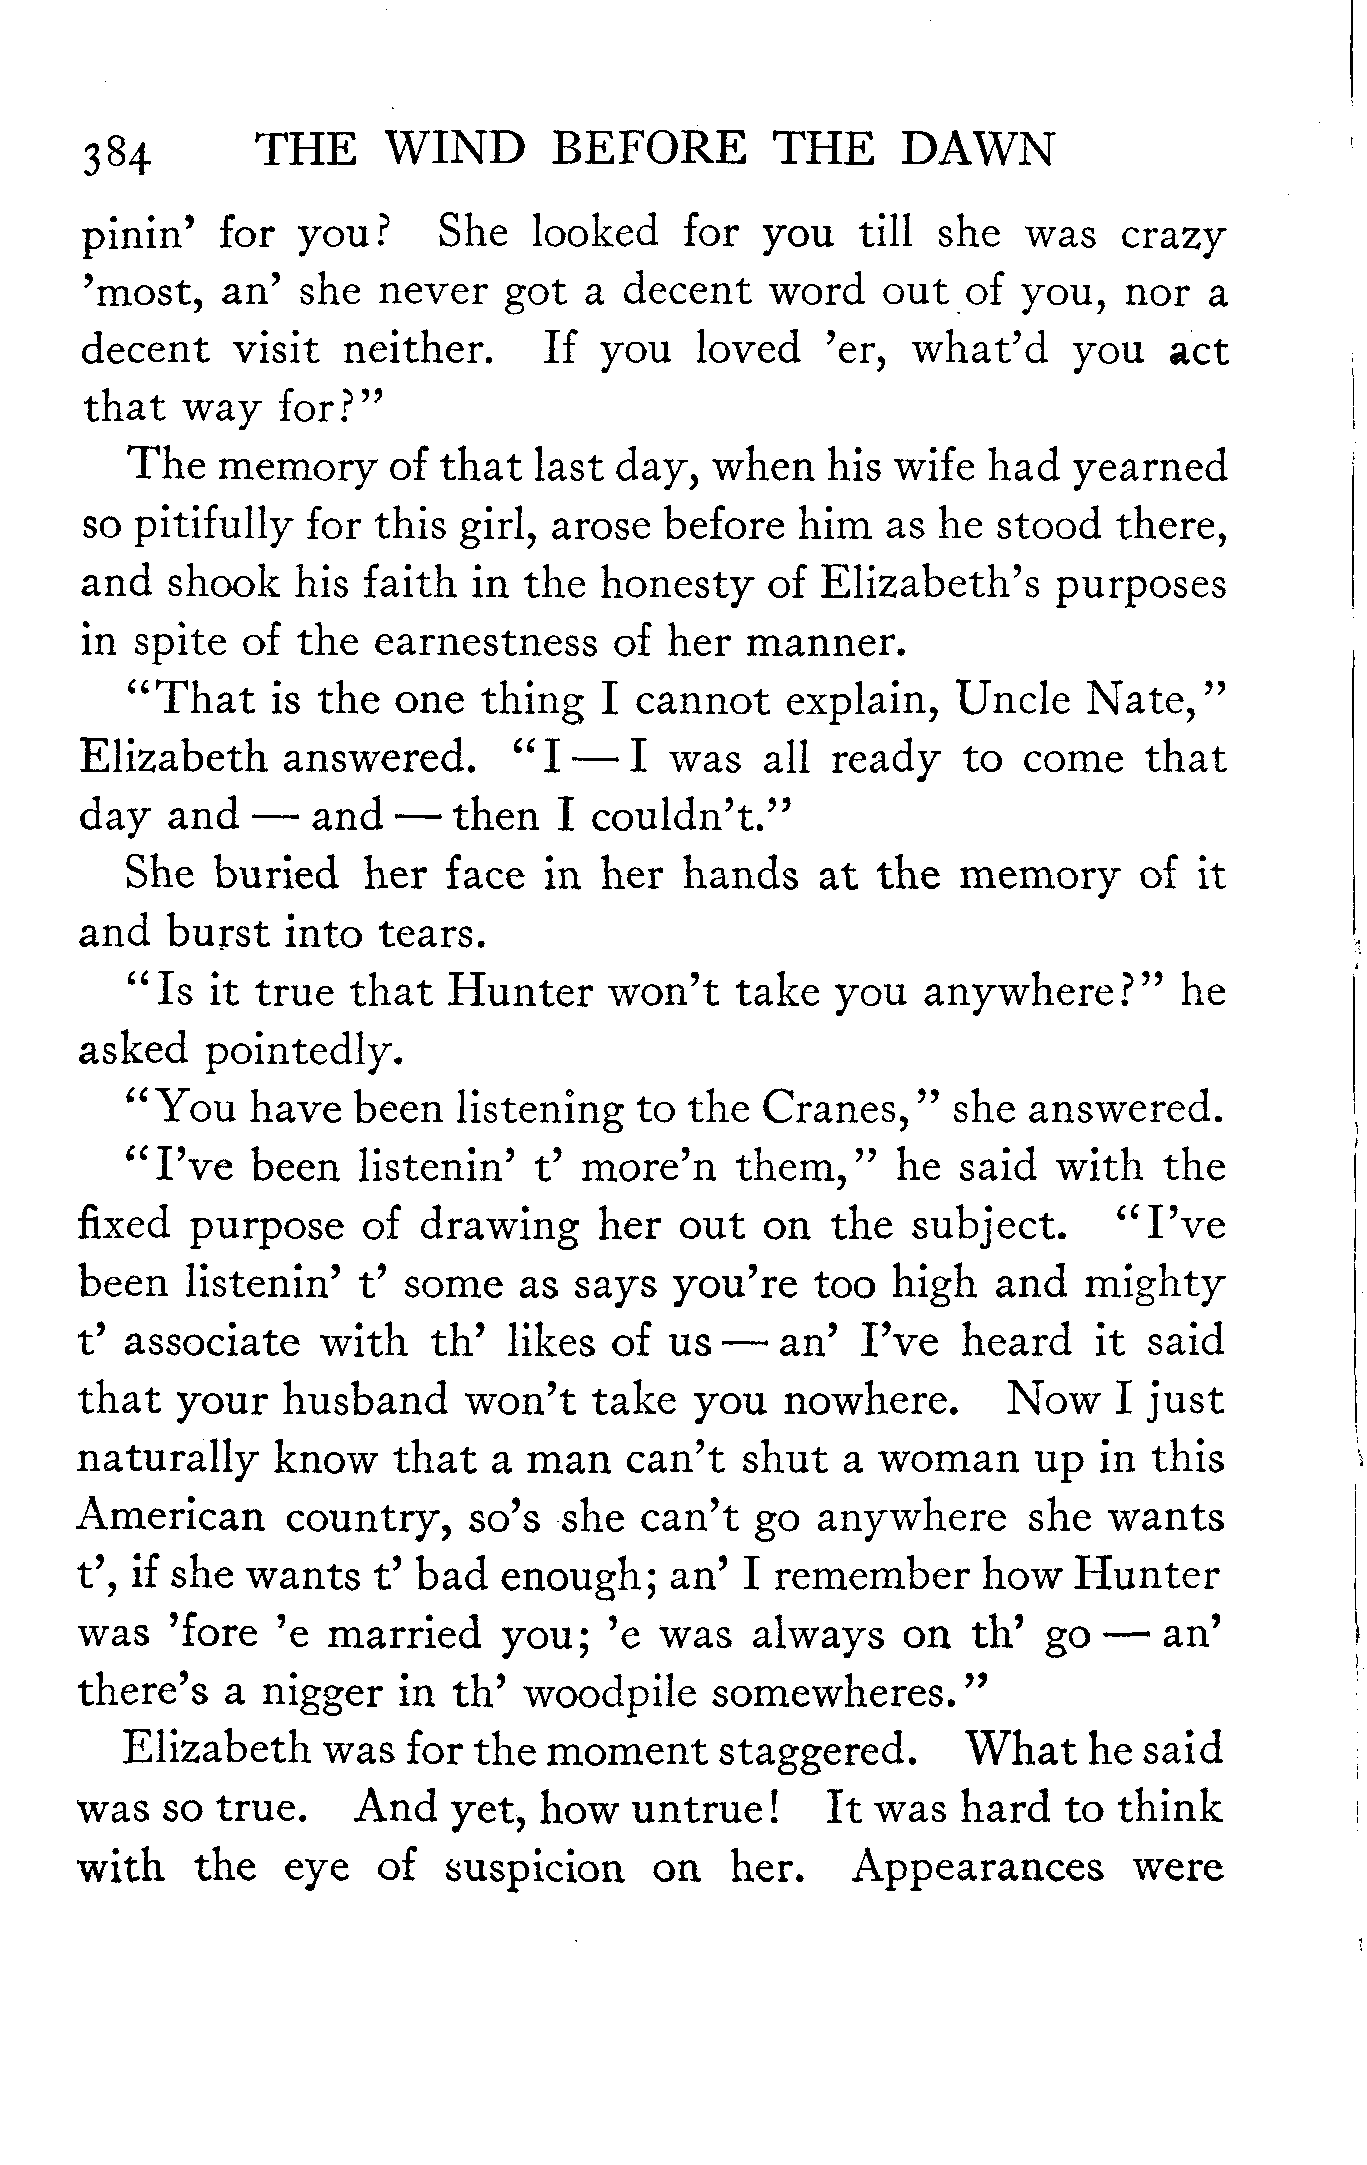 384 THE WIND BEFORE THE DAWN
pinin' for you? She looked for you till she was crazy
'most, an' she never got a decent word out of you, nor a
decent visit neither. If you loved 'er, what'd you act
that way for?"
The memory of that last day, when his wife had yearned
so pitifully for this girl, arose before him as he stood there,
and shook his faith in the honesty of Elizabeth's purposes
in spite of the earnestness of her manner.
"That is the one thing I cannot explain, Uncle Nate,"
Elizabeth answered. "I — I was all ready to come that
day and — and — then I couldn't."
She buried her face in her hands at the memory of it
and burst into tears.
"Is it true that Hunter won't take you anywhere?" he
asked pointedly.
"You have been listening to the Cranes," she answered.
"I've been listenin' t' more'n them," he said with the
fixed purpose of drawing her out on the subject. "I've
been listenin' t' some as says you're too high and mighty
t' associate with th' likes of us — an' I've heard it said
that your husband won't take you nowhere. Now I just
naturally know that a man can't shut a woman up in this
American country, so's she can't go anywhere she wants
t', if she wants t' bad enough; an' I remember how Hunter
was 'fore 'e married you; 'e was always on th' go — an'
there's a nigger in th' woodpile somewheres."
Elizabeth was for the moment staggered. What he said
was so true. And yet, how untrue! It was hard to think
with the eye of suspicion on her. Appearances were